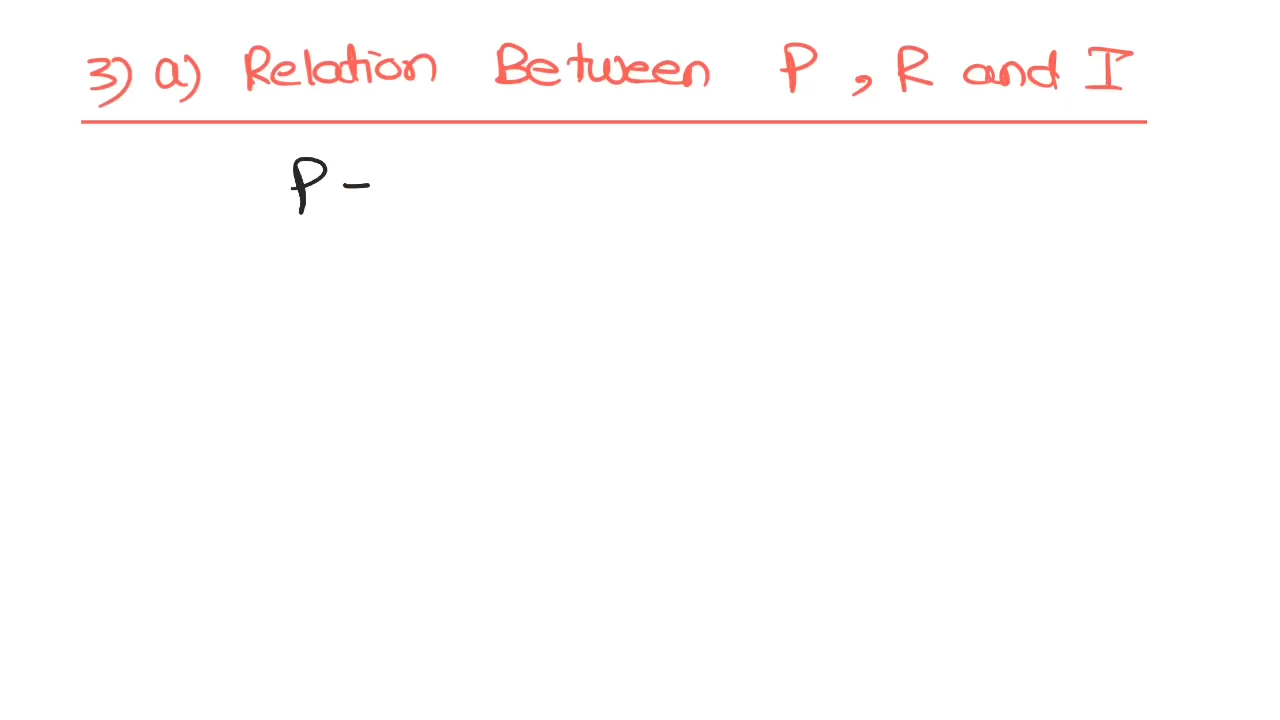 3) a) Relation Between P, R and I
P -